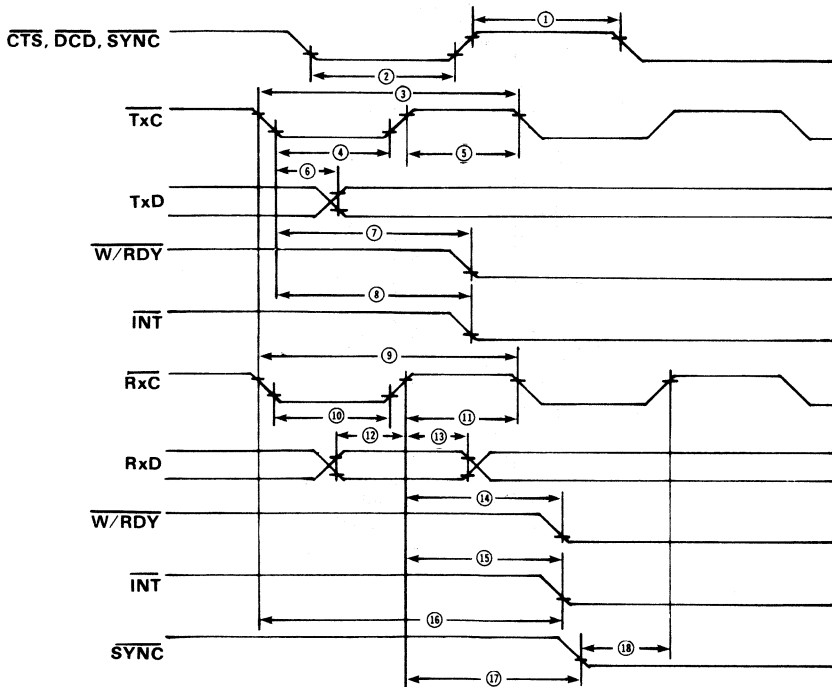 ①
CTS, DCD, SYNC
②
③
TxC
④ ⑤
⑥
TxD
⑦
W/RDY
⑧
INT
⑨
RxC
⑩ ⑪
⑫ ⑬
RxD
⑭
W/RDY
⑮
INT
⑯
SYNC ⑱
⑰